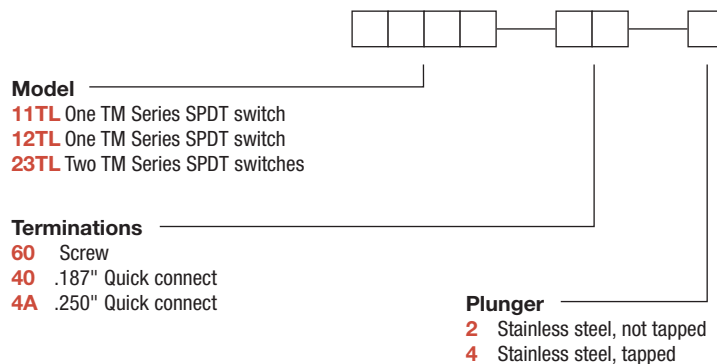 Model
11TL One TM Series SPDT switch
12TL One TM Series SPDT switch
23TL Two TM Series SPDT switches
Terminations
60 Screw
40 .187" Quick connect
4A .250" Quick connect
Plunger
2 Stainless steel, not tapped
4 Stainless steel, tapped